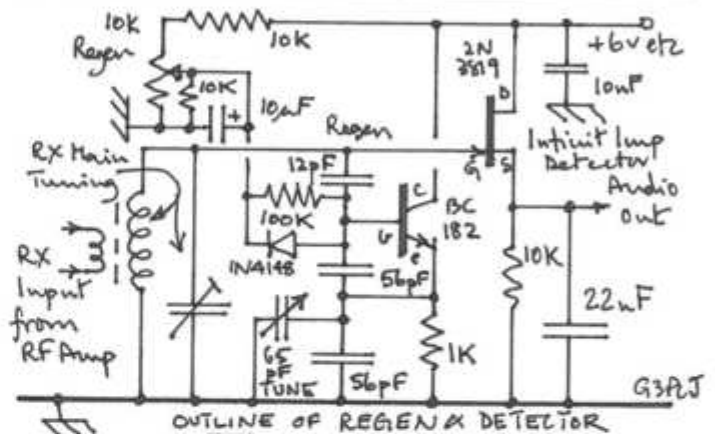 10K
Regen
10K
10K
10µF
2N
3819
D
G
S
+6v etc
10nF
Regen
Infinit Imp
Detector
Audio
Out
RX Main
Tuning
12pF
100K
1N4148
C
BC
182
e
56pF
10K
22nF
RX
Input
from
RF Amp
65
pF
TUNE
56pF
1K
G3PLJ
OUTLINE OF REGEN & DETECTOR